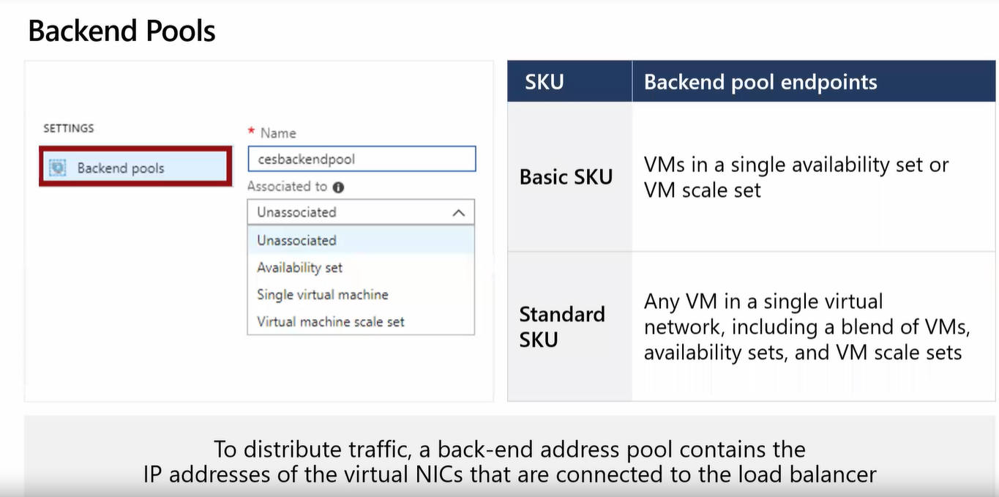 Backend Pools
SETTINGS
Backend pools
* Name
cesbackendpool
Associated to
Unassociated
Unassociated
Availability set
Single virtual machine
Virtual machine scale set
SKU
Backend pool endpoints
Basic SKU
VMs in a single availability set or
VM scale set
Standard
SKU
Any VM in a single virtual
network, including a blend of VMs,
availability sets, and VM scale sets
To distribute traffic, a back-end address pool contains the
IP addresses of the virtual NICs that are connected to the load balancer